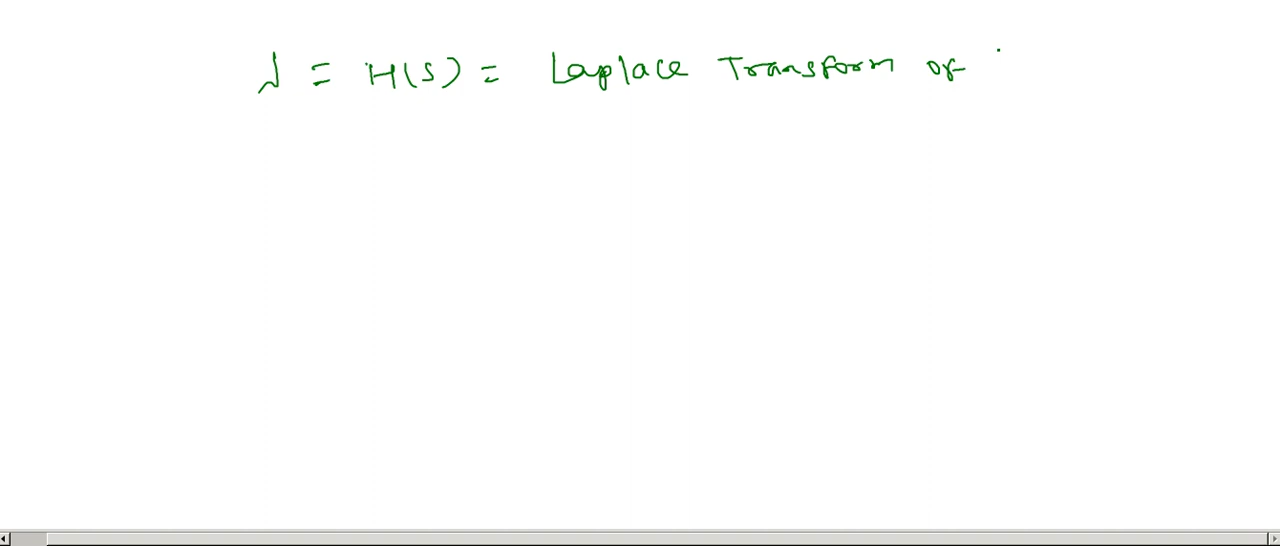 λ = H(S) = Laplace Transform of